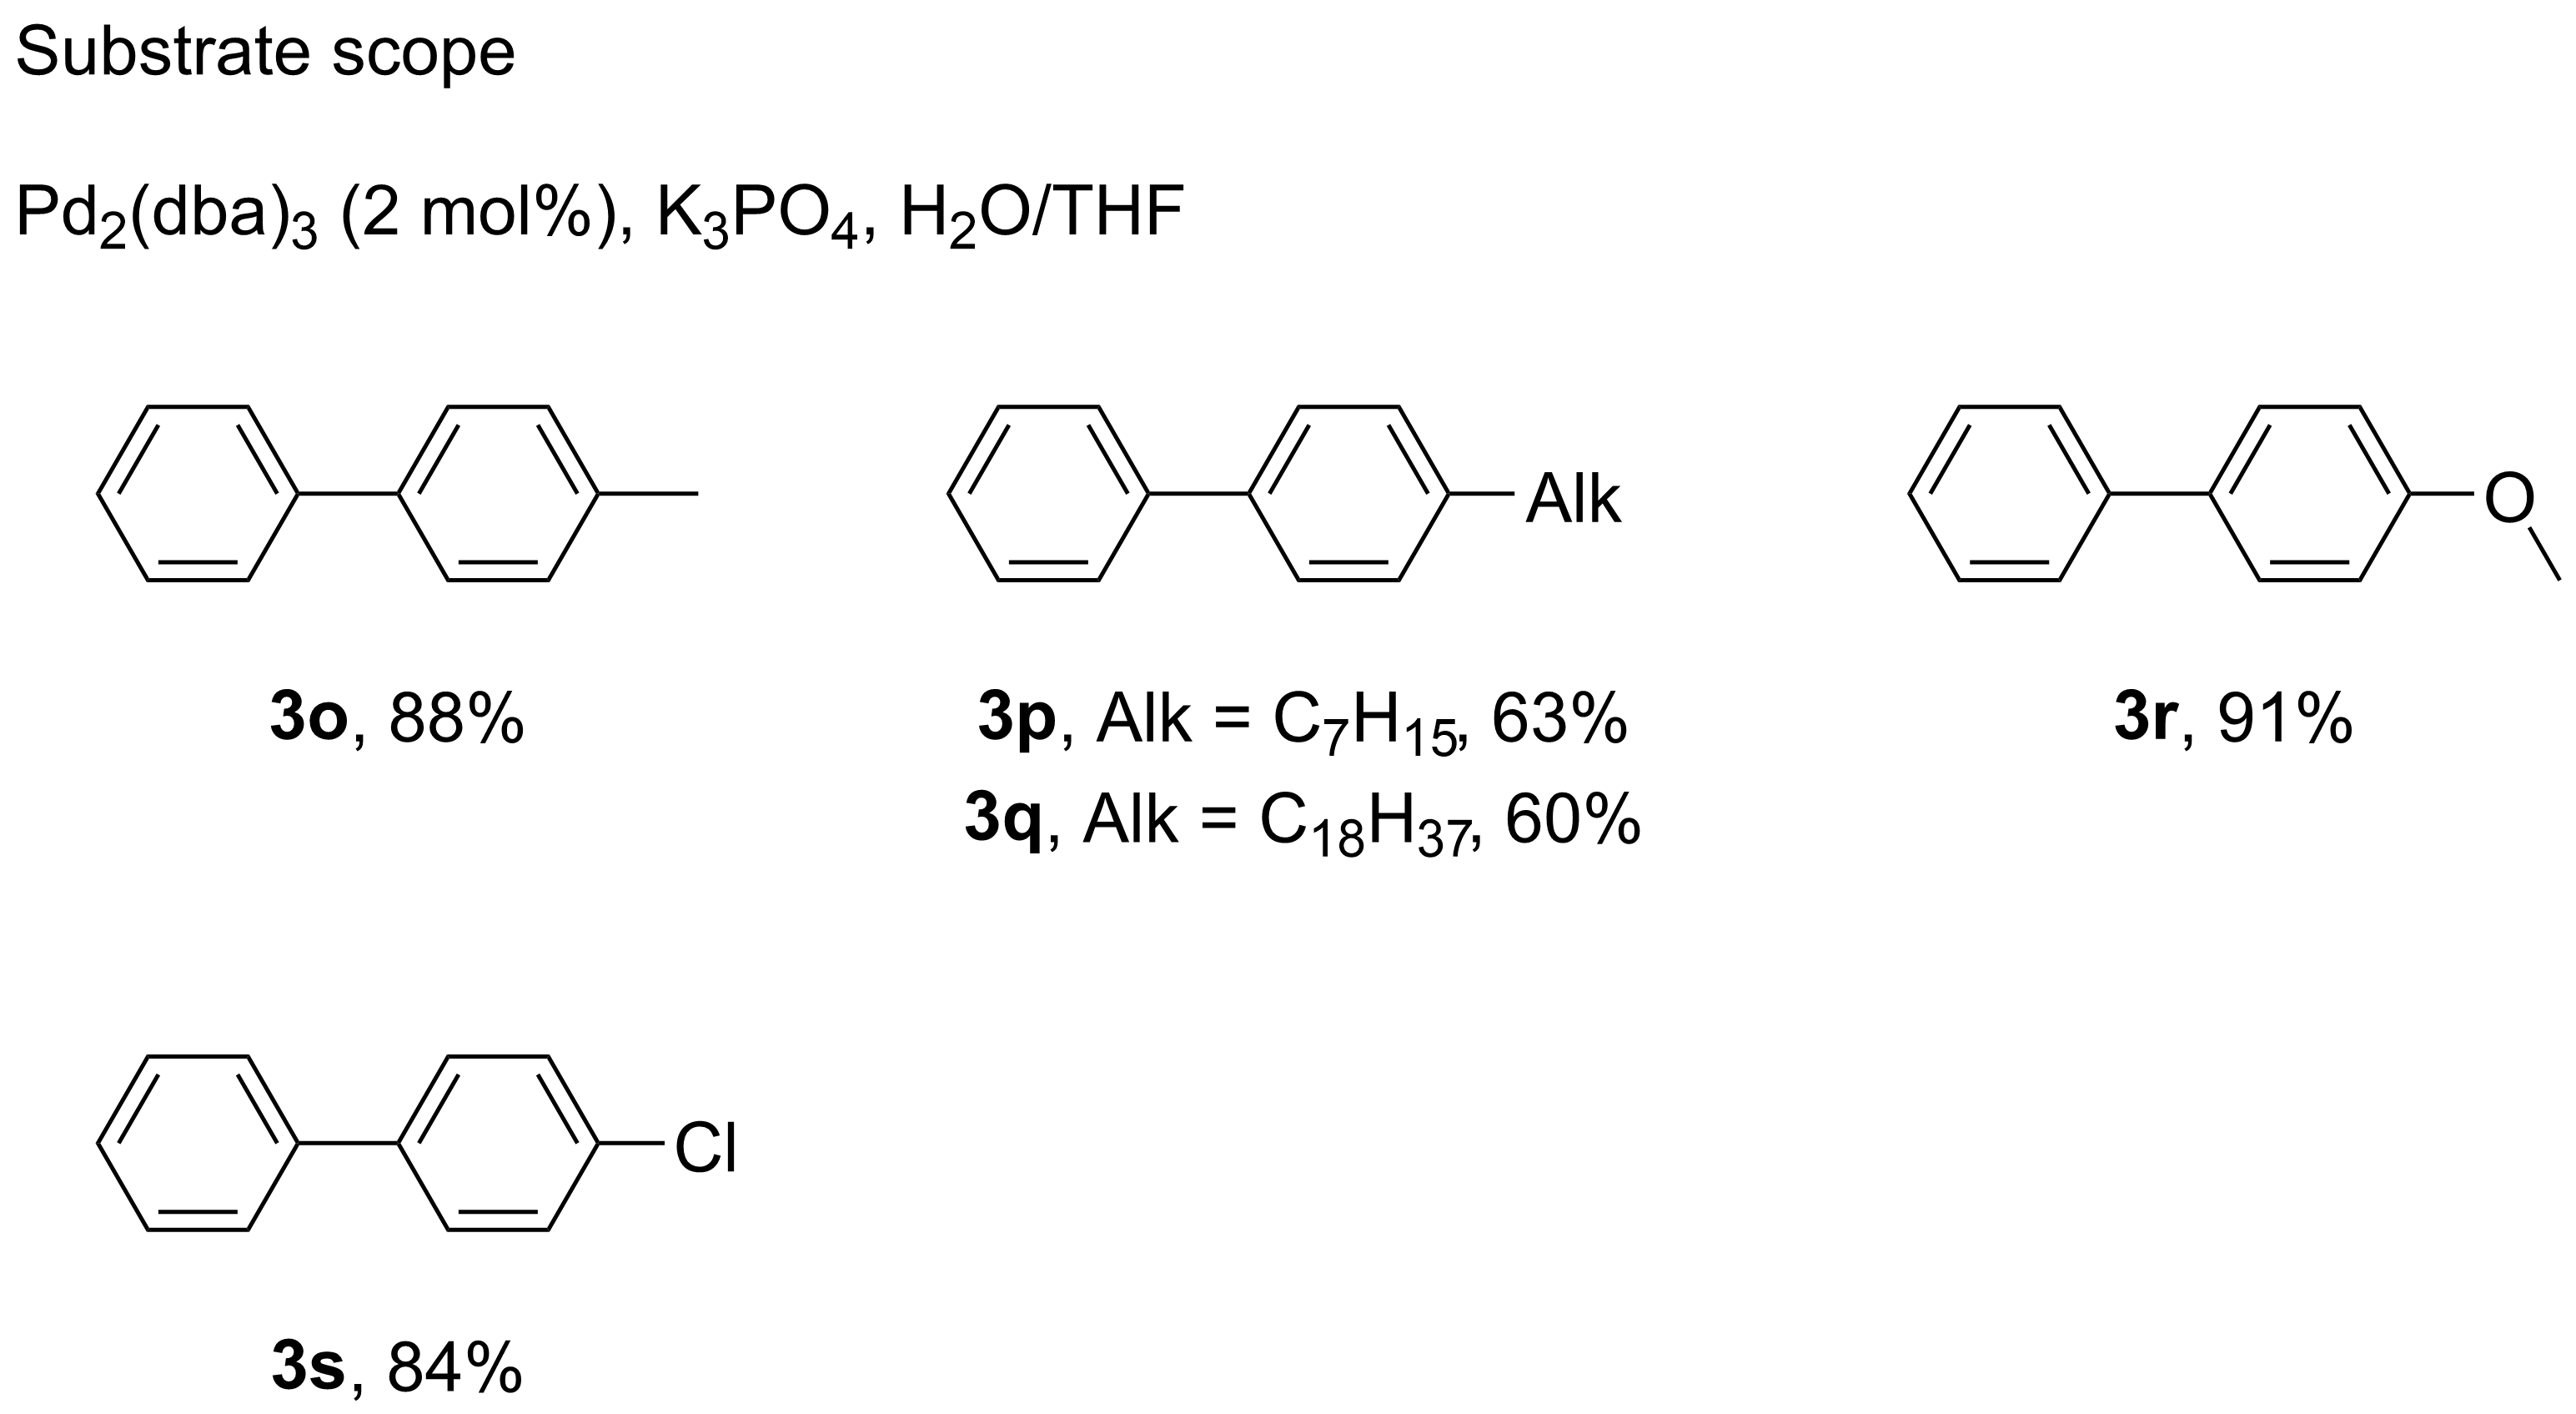 Substrate scope
Pd₂(dba)₃ (2 mol%), K₃PO₄, H₂O/THF
Alk
O
3o, 88%
3p, Alk = C₇H₁₅, 63%
3r, 91%
3q, Alk = C₁₈H₃₇, 60%
Cl
3s, 84%